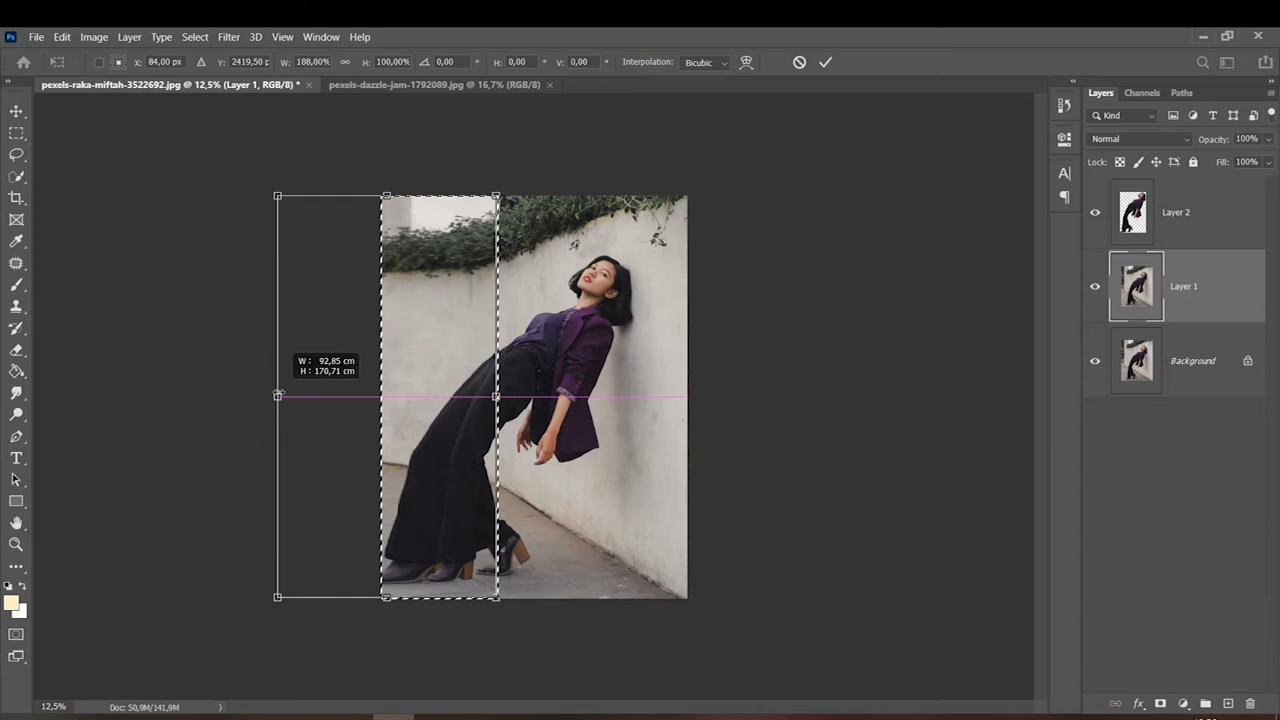 Ps File Edit Image Layer Type Select Filter 3D View Window Help
X: 84,00 px Y: 2419,50 p W: 188,00% H: 100,00% 0,00 ° H: 0,00 ° V: 0,00 ° Interpolation: Bicubic
pexels-raka-miftah-3522692.jpg @ 12,5% (Layer 1, RGB/8) * × pexels-dazzle-jam-1792089.jpg @ 16,7% (RGB/8) ×
Layers Channels Paths
Kind
Normal Opacity: 100%
Lock: Fill: 100%
Layer 2
Layer 1
Background
W: 92,85 cm
H: 170,71 cm
12,5% Doc: 50,9M/141,9M